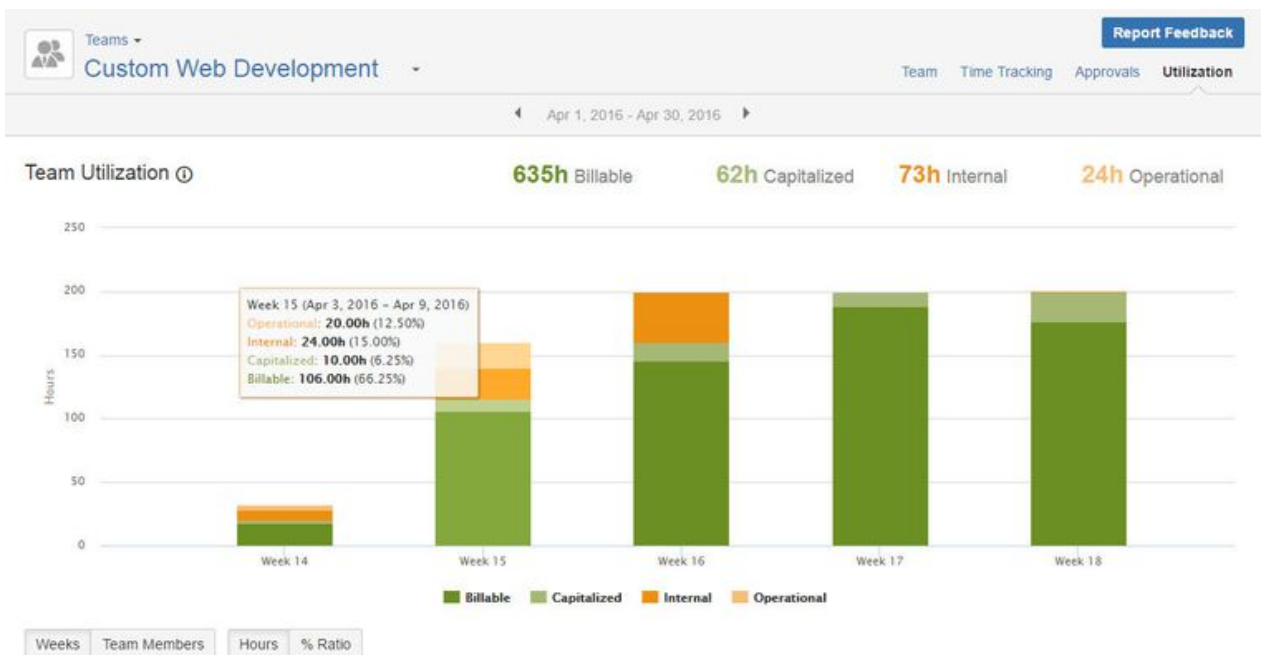 Teams
Report Feedback
Custom Web Development
Team Time Tracking Approvals Utilization
Apr 1, 2016 - Apr 30, 2016
Team Utilization
635h Billable 62h Capitalized 73h Internal 24h Operational
250
200
150
100
50
0
Hours
Week 15 (Apr 3, 2016 – Apr 9, 2016)
Operational: 20.00h (12.50%)
Internal: 24.00h (15.00%)
Capitalized: 10.00h (6.25%)
Billable: 106.00h (66.25%)
Week 14 Week 15 Week 16 Week 17 Week 18
Billable Capitalized Internal Operational
Weeks Team Members Hours % Ratio